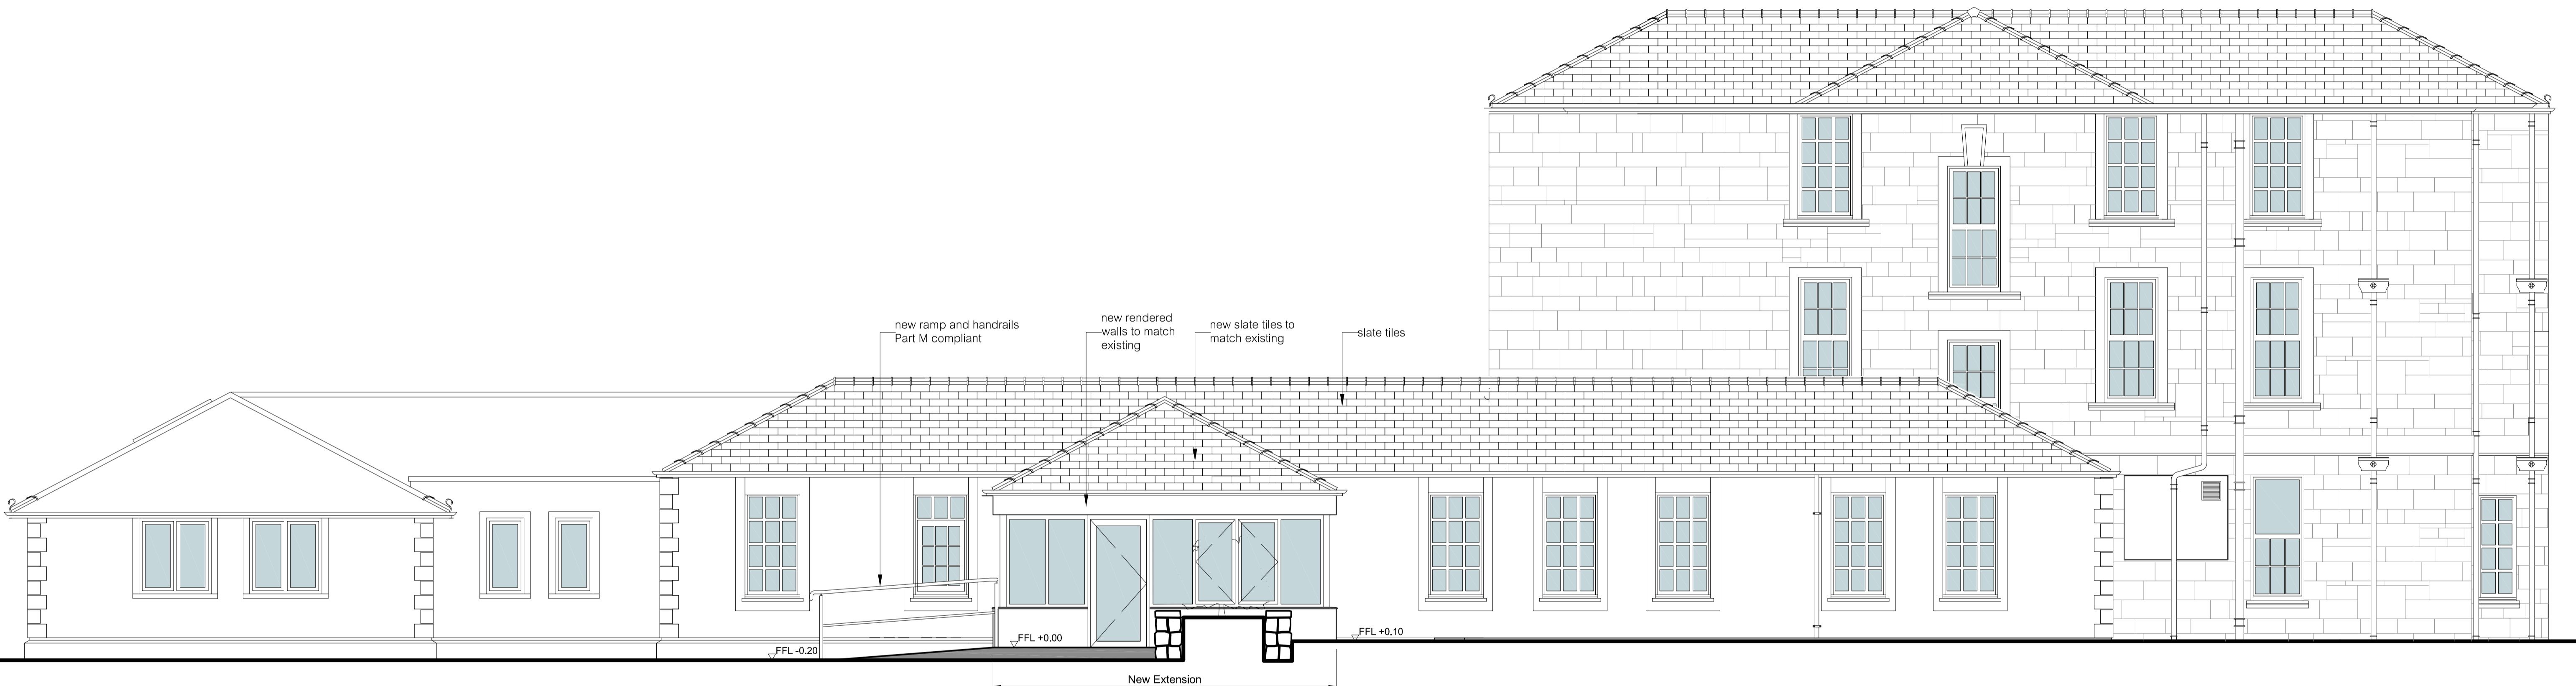 new ramp and handrails
Part M compliant
new rendered
walls to match
existing
new slate tiles to
match existing
slate tiles
FFL -0.20
FFL +0.00
FFL +0.10
New Extension